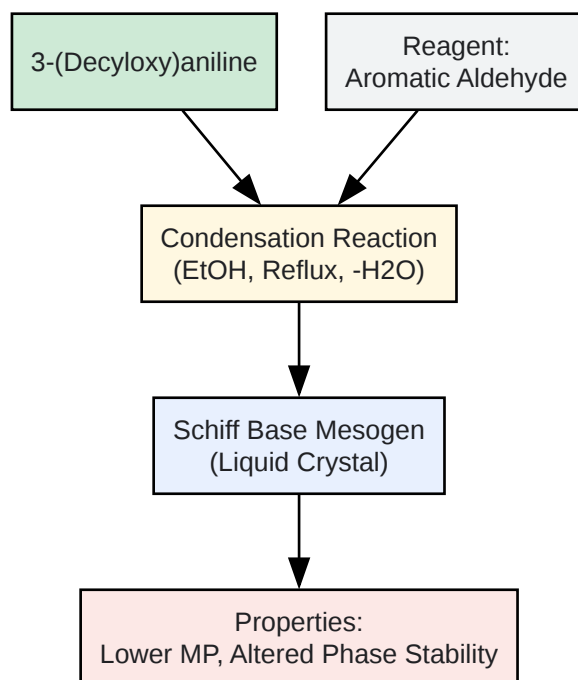 3-(Decyloxy)aniline
Reagent:
Aromatic Aldehyde
Condensation Reaction
(EtOH, Reflux, -H2O)
Schiff Base Mesogen
(Liquid Crystal)
Properties:
Lower MP, Altered Phase Stability